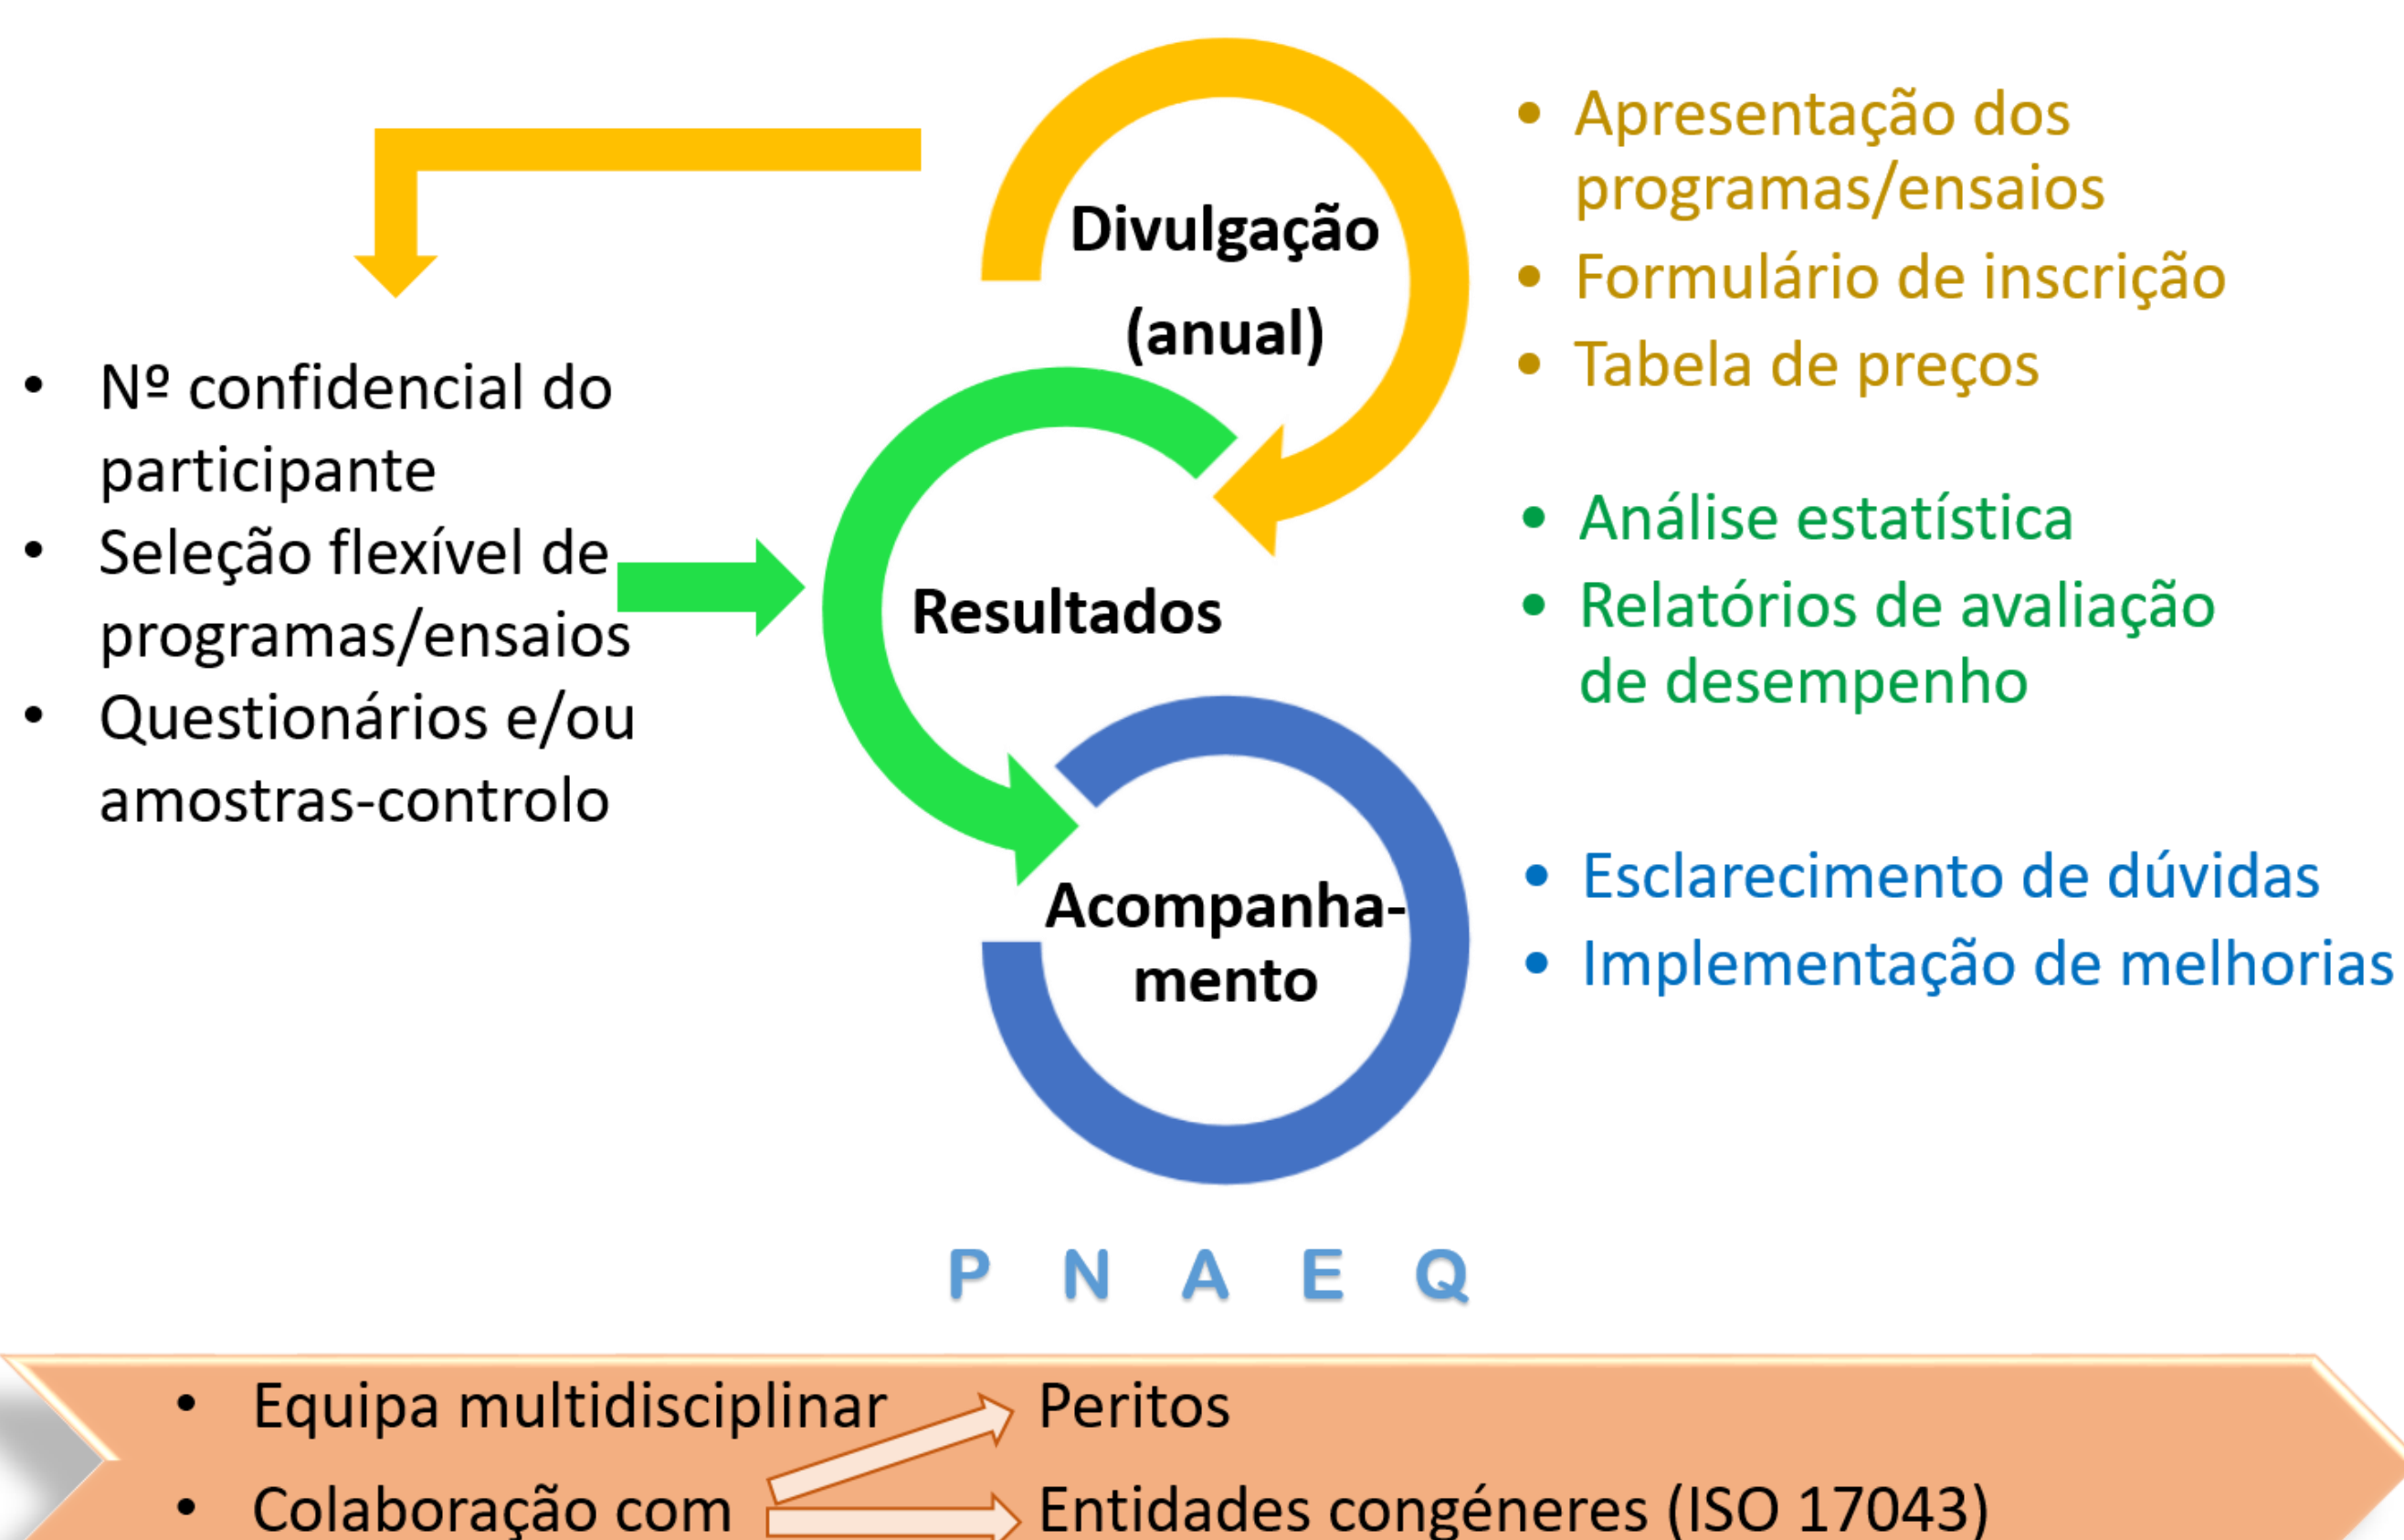 Divulgação
(anual)
• Apresentação dos
programas/ensaios
• Formulário de inscrição
• Tabela de preços
• Nº confidencial do
participante
• Seleção flexível de
programas/ensaios
• Questionários e/ou
amostras-controlo
Resultados
• Análise estatística
• Relatórios de avaliação
de desempenho
Acompanha-
mento
• Esclarecimento de dúvidas
• Implementação de melhorias
P N A E Q
• Equipa multidisciplinar
• Colaboração com
Peritos
Entidades congéneres (ISO 17043)